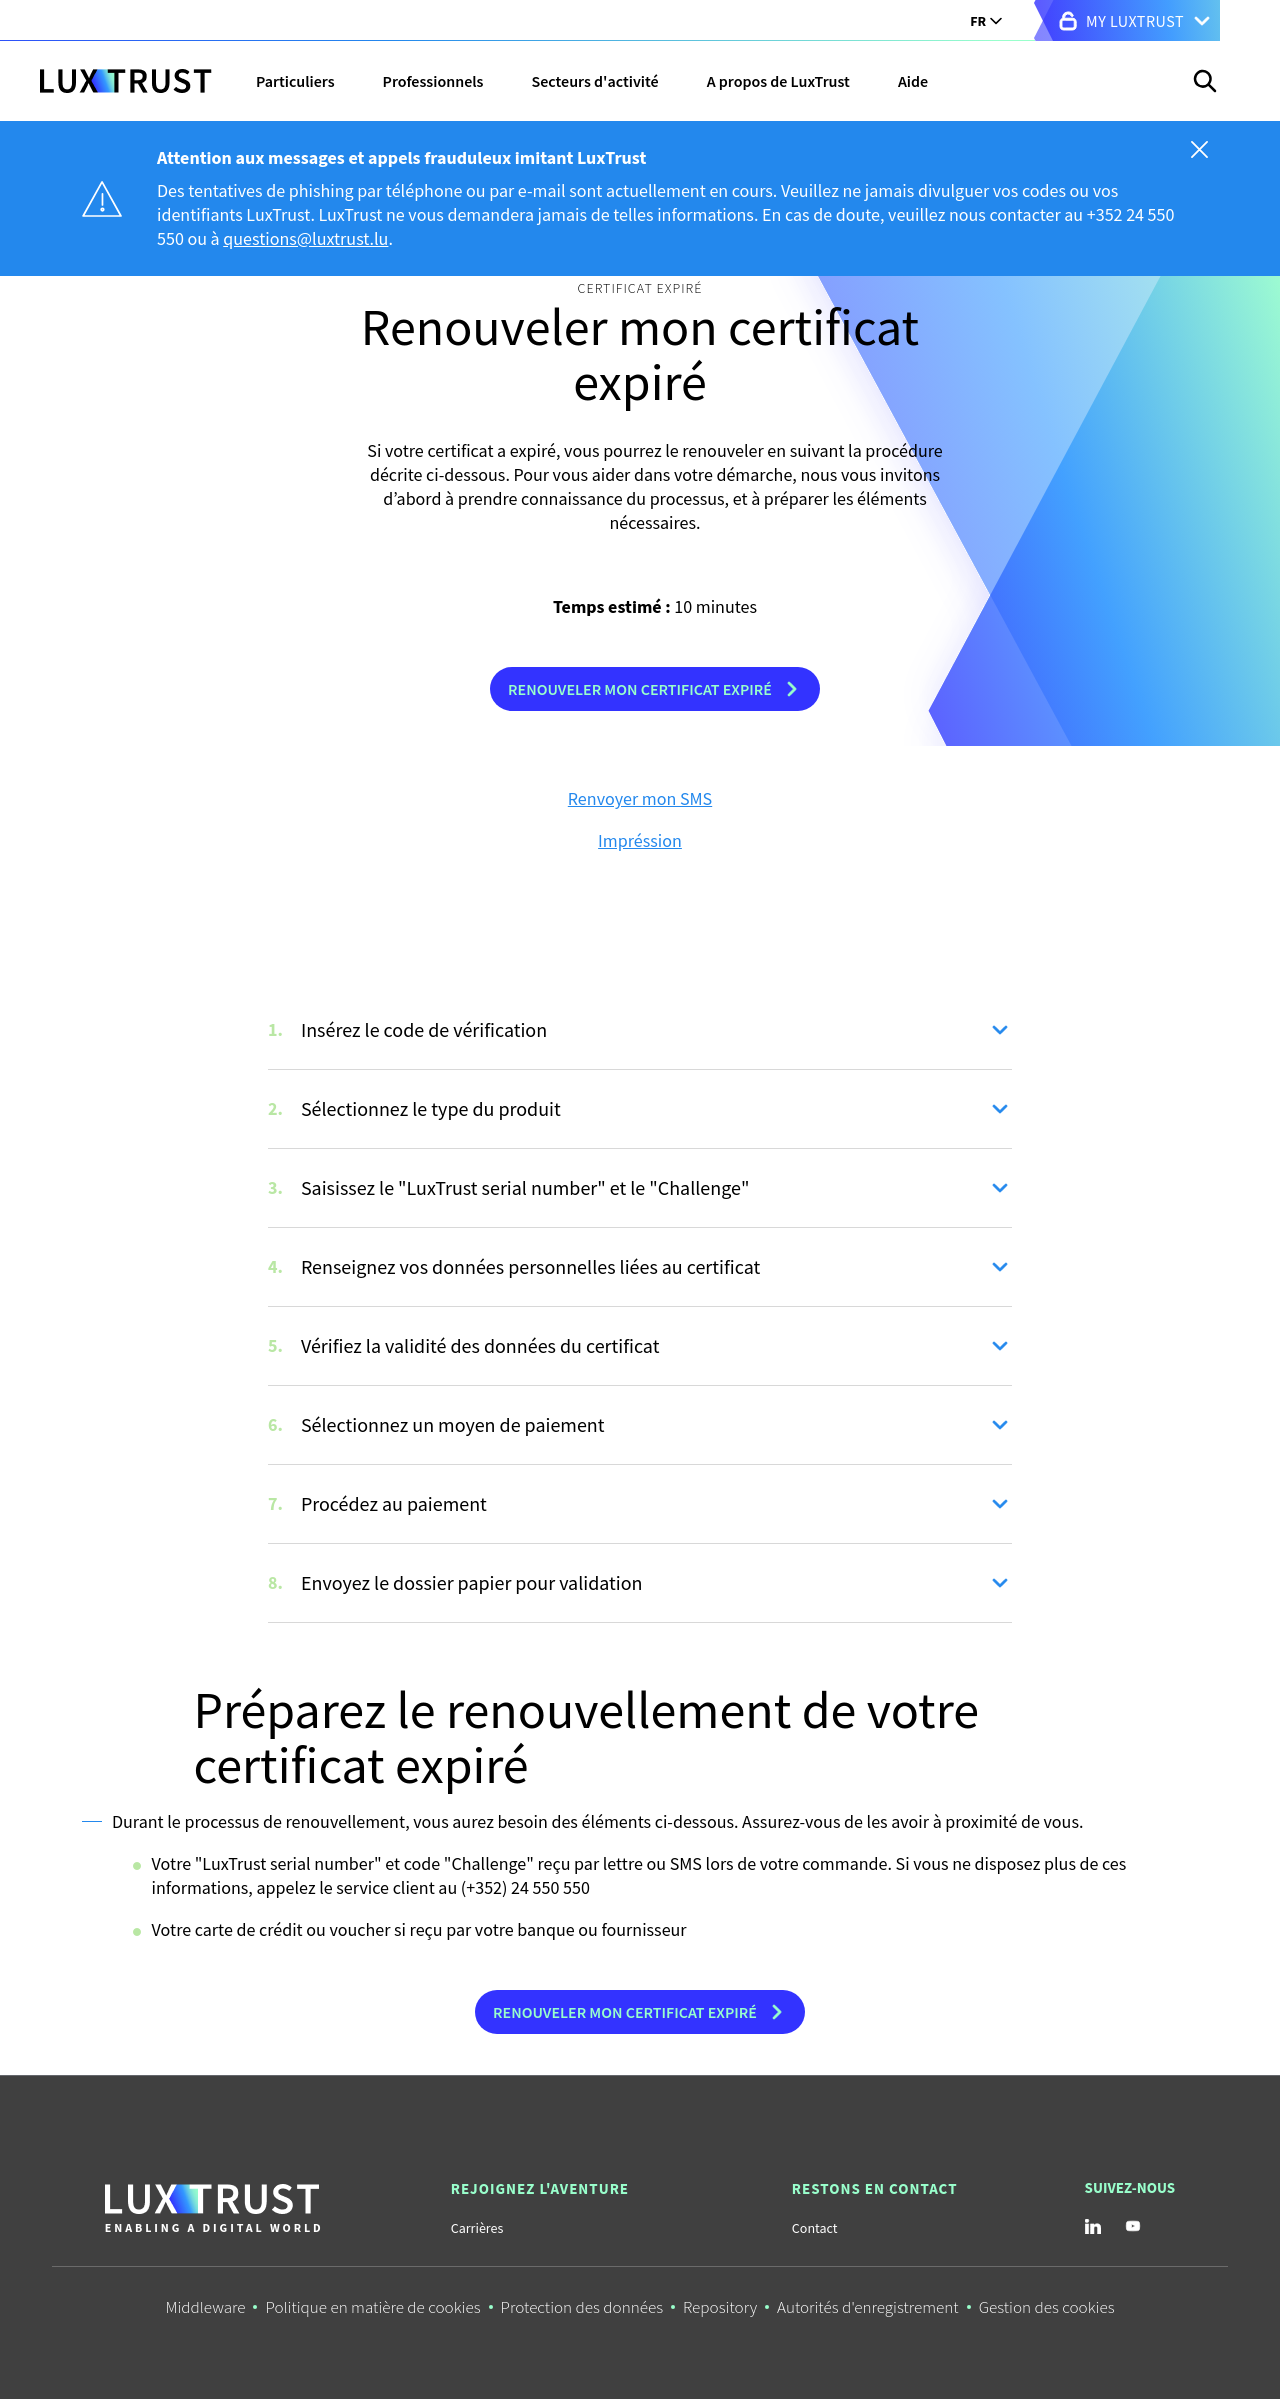 FR
MY LUXTRUST
LUXTRUST
Particuliers
Professionnels
Secteurs d'activité
A propos de LuxTrust
Aide
Attention aux messages et appels frauduleux imitant LuxTrust
Des tentatives de phishing par téléphone ou par e-mail sont actuellement en cours. Veuillez ne jamais divulguer vos codes ou vos
identifiants LuxTrust. LuxTrust ne vous demandera jamais de telles informations. En cas de doute, veuillez nous contacter au +352 24 550
550 ou à questions@luxtrust.lu.
CERTIFICAT EXPIRÉ
Renouveler mon certificat
expiré
Si votre certificat a expiré, vous pourrez le renouveler en suivant la procédure
décrite ci-dessous. Pour vous aider dans votre démarche, nous vous invitons
d’abord à prendre connaissance du processus, et à préparer les éléments
nécessaires.
Temps estimé : 10 minutes
RENOUVELER MON CERTIFICAT EXPIRÉ
Renvoyer mon SMS
Impréssion
1. Insérez le code de vérification
2. Sélectionnez le type du produit
3. Saisissez le "LuxTrust serial number" et le "Challenge"
4. Renseignez vos données personnelles liées au certificat
5. Vérifiez la validité des données du certificat
6. Sélectionnez un moyen de paiement
7. Procédez au paiement
8. Envoyez le dossier papier pour validation
Préparez le renouvellement de votre
certificat expiré
Durant le processus de renouvellement, vous aurez besoin des éléments ci-dessous. Assurez-vous de les avoir à proximité de vous.
Votre "LuxTrust serial number" et code "Challenge" reçu par lettre ou SMS lors de votre commande. Si vous ne disposez plus de ces
informations, appelez le service client au (+352) 24 550 550
Votre carte de crédit ou voucher si reçu par votre banque ou fournisseur
RENOUVELER MON CERTIFICAT EXPIRÉ
LUXTRUST
ENABLING A DIGITAL WORLD
REJOIGNEZ L'AVENTURE
Carrières
RESTONS EN CONTACT
Contact
SUIVEZ-NOUS
Middleware • Politique en matière de cookies • Protection des données • Repository • Autorités d'enregistrement • Gestion des cookies